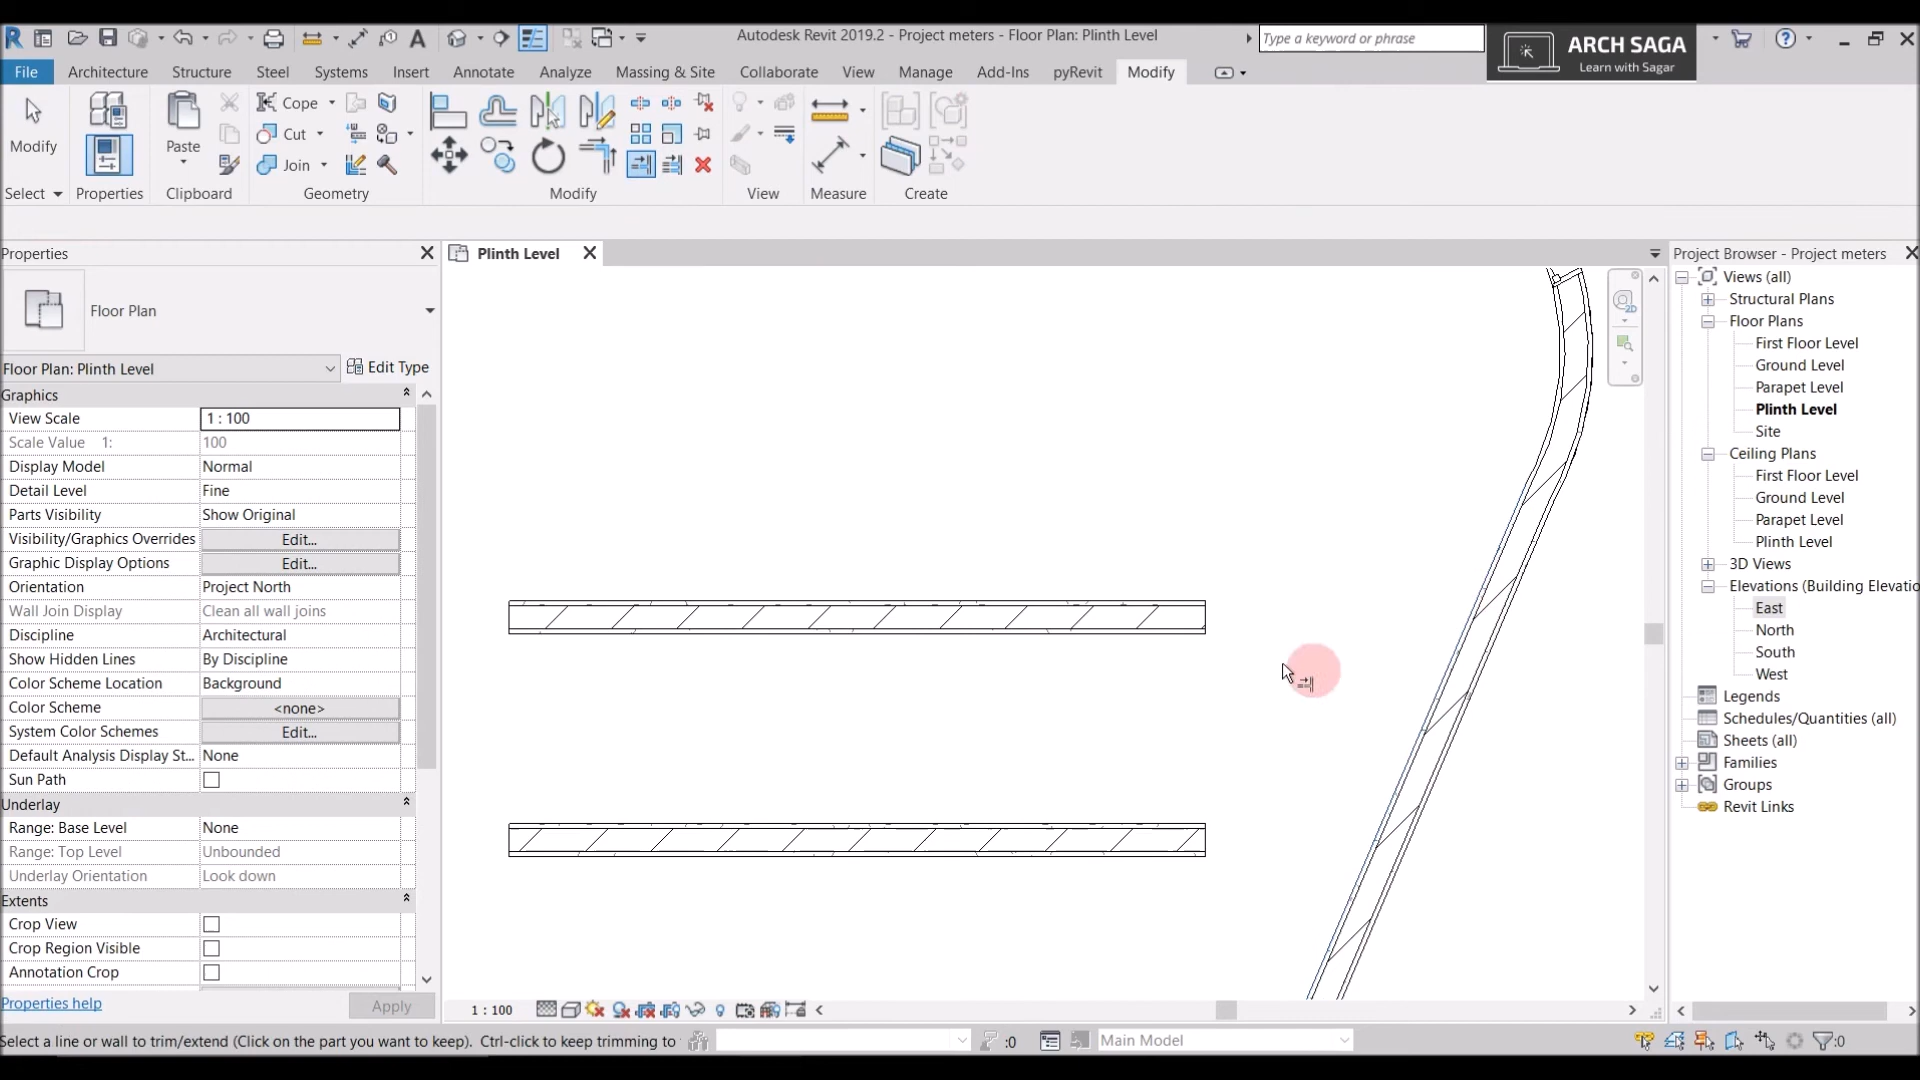 Autodesk Revit 2019.2 - Project meters - Floor Plan: Plinth Level
Type a keyword or phrase
ARCH SAGA
Learn with Sagar
File Architecture Structure Steel Systems Insert Annotate Analyze Massing & Site Collaborate View Manage Add-Ins pyRevit Modify
Modify
Paste
Cope
Cut
Join
Select Properties Clipboard Geometry Modify View Measure Create
Properties
Floor Plan
Floor Plan: Plinth Level
Edit Type
Graphics
View Scale 1 : 100
Scale Value 1: 100
Display Model Normal
Detail Level Fine
Parts Visibility Show Original
Visibility/Graphics Overrides Edit...
Graphic Display Options Edit...
Orientation Project North
Wall Join Display Clean all wall joins
Discipline Architectural
Show Hidden Lines By Discipline
Color Scheme Location Background
Color Scheme <none>
System Color Schemes Edit...
Default Analysis Display St... None
Sun Path
Underlay
Range: Base Level None
Range: Top Level Unbounded
Underlay Orientation Look down
Extents
Crop View
Crop Region Visible
Annotation Crop
Properties help
Apply
Plinth Level
2D
1 : 100
Project Browser - Project meters
Views (all)
Structural Plans
Floor Plans
First Floor Level
Ground Level
Parapet Level
Plinth Level
Site
Ceiling Plans
First Floor Level
Ground Level
Parapet Level
Plinth Level
3D Views
Elevations (Building Elevatio
East
North
South
West
Legends
Schedules/Quantities (all)
Sheets (all)
Families
Groups
Revit Links
Select a line or wall to trim/extend (Click on the part you want to keep). Ctrl-click to keep trimming to
:0
Main Model
:0